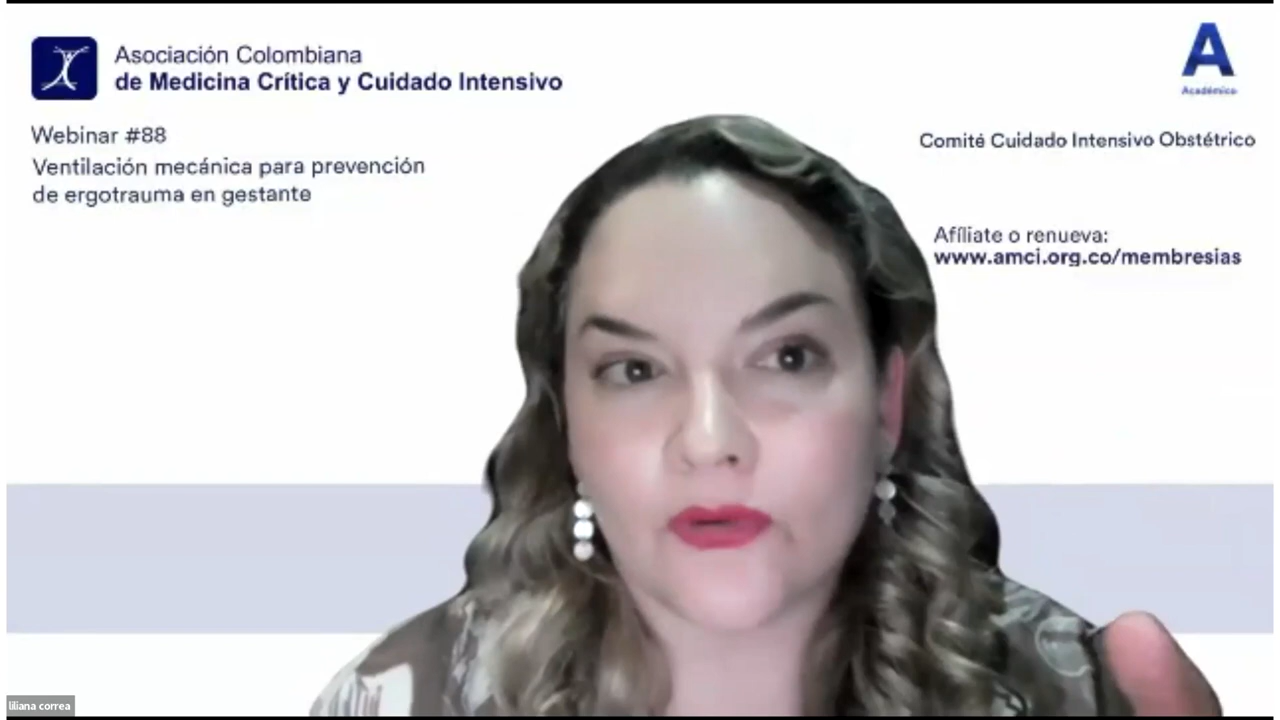 Asociación Colombiana
de Medicina Crítica y Cuidado Intensivo
Webinar #88
Ventilación mecánica para prevención
de ergotrauma en gestante
A
Académica
Comité Cuidado Intensivo Obstétrico
Afíliate o renueva:
www.amci.org.co/membresias
liliana correa